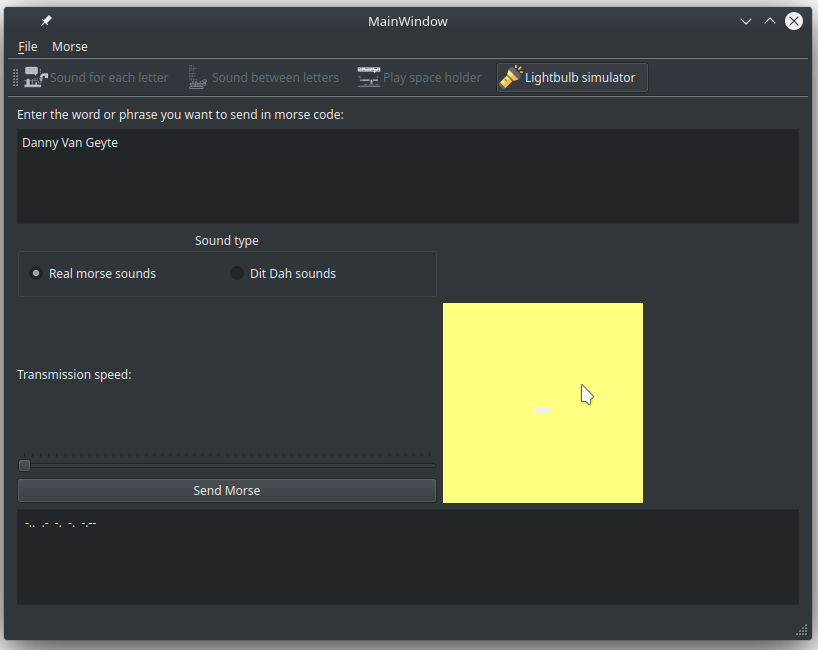 MainWindow
File Morse
Sound for each letter Sound between letters Play space holder Lightbulb simulator
Enter the word or phrase you want to send in morse code:
Danny Van Geyte
Sound type
Real morse sounds Dit Dah sounds
Transmission speed:
-
Send Morse
-.. .- -. -. -.--